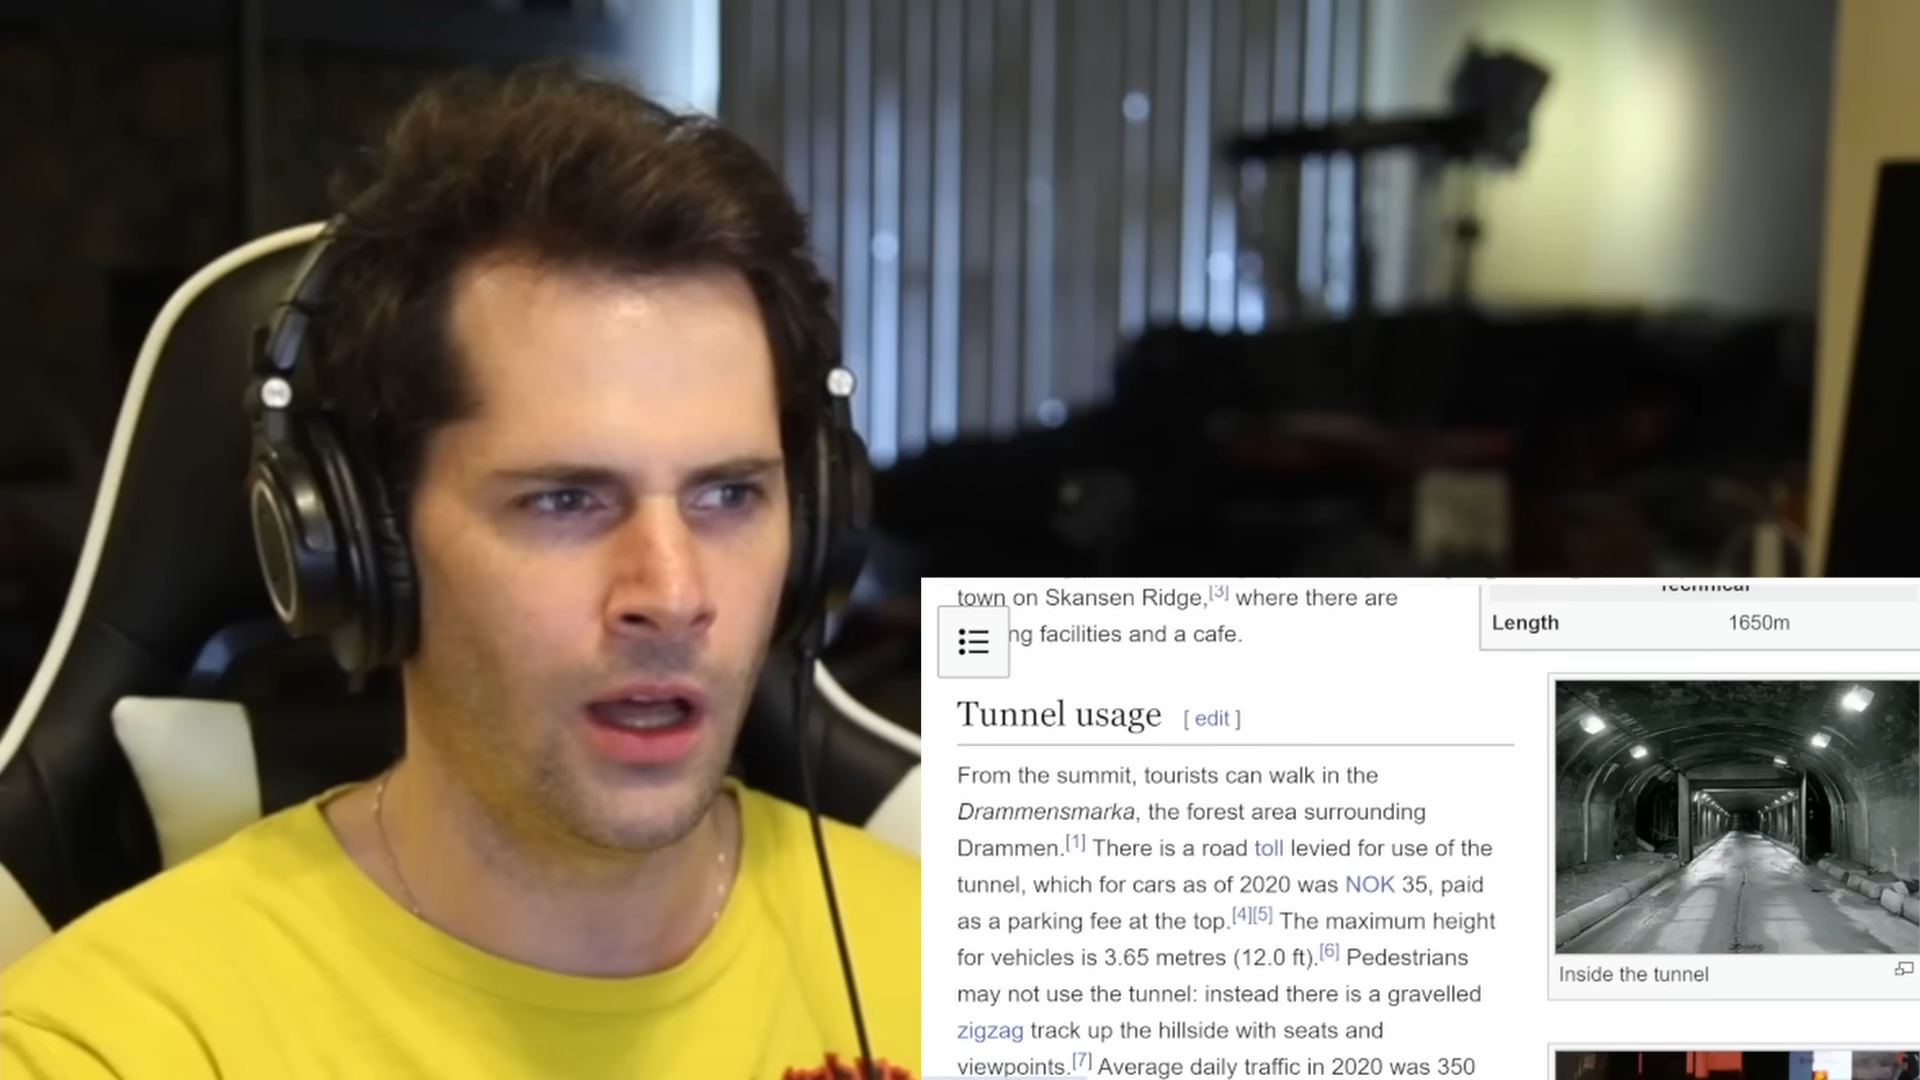 town on Skansen Ridge,[3] where there are
ng facilities and a cafe.
Technical
Length 1650m
Tunnel usage [ edit ]
From the summit, tourists can walk in the
Drammensmarka, the forest area surrounding
Drammen.[1] There is a road toll levied for use of the
tunnel, which for cars as of 2020 was NOK 35, paid
as a parking fee at the top.[4][5] The maximum height
for vehicles is 3.65 metres (12.0 ft).[6] Pedestrians
may not use the tunnel: instead there is a gravelled
zigzag track up the hillside with seats and
viewpoints.[7] Average daily traffic in 2020 was 350
Inside the tunnel